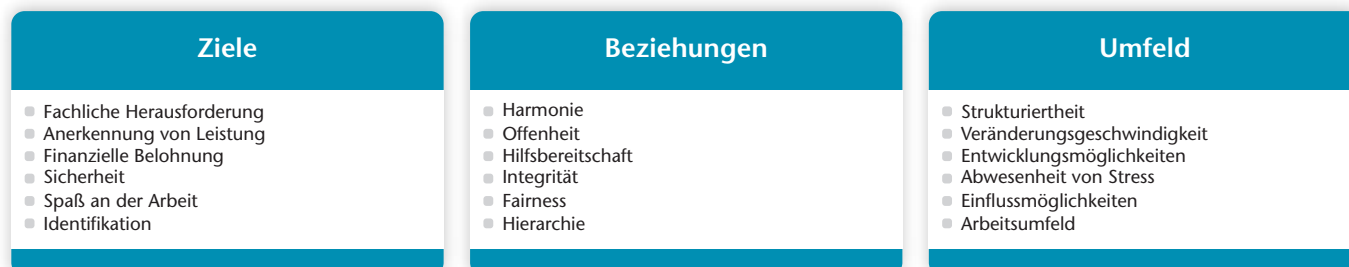 Ziele
Fachliche Herausforderung
Anerkennung von Leistung
Finanzielle Belohnung
Sicherheit
Spaß an der Arbeit
Identifikation
Beziehungen
Harmonie
Offenheit
Hilfsbereitschaft
Integrität
Fairness
Hierarchie
Umfeld
Strukturiertheit
Veränderungsgeschwindigkeit
Entwicklungsmöglichkeiten
Abwesenheit von Stress
Einflussmöglichkeiten
Arbeitsumfeld